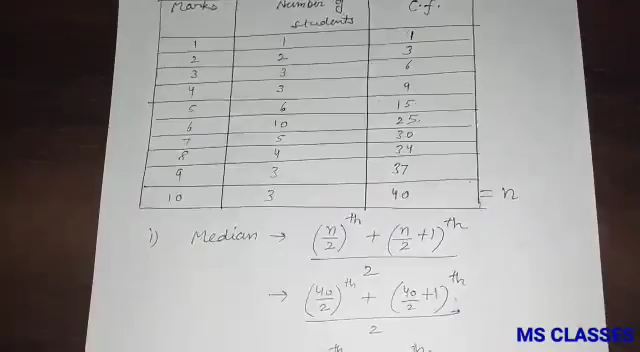 Marks Number of students C.f.
1 1 1
2 2 3
3 3 6
4 3 9
5 6 15
6 10 25.
7 5 30
8 4 34
9 3 37
10 3 40 = n
i) Median → ((n/2)^th + (n/2 + 1)^th) / 2
→ ((40/2)^th + (40/2 + 1)^th) / 2
th th
MS CLASSES